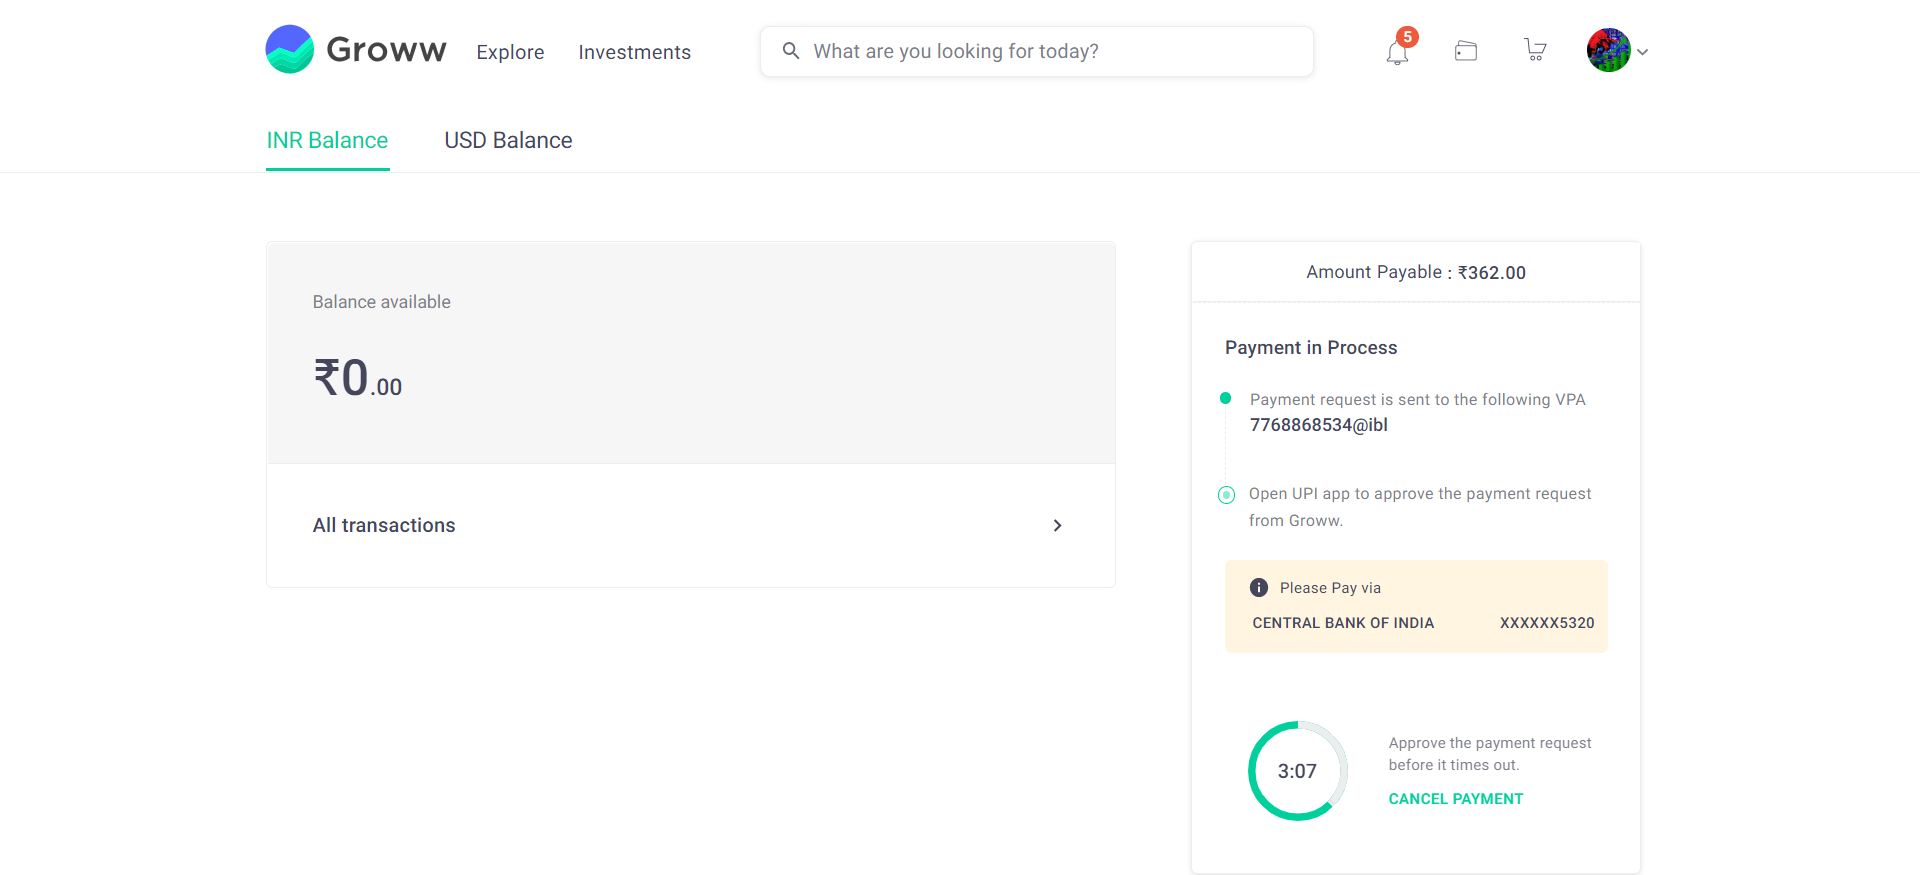 Groww
Explore
Investments
What are you looking for today?
5
INR Balance
USD Balance
Balance available
₹0.00
All transactions
Amount Payable : ₹362.00
Payment in Process
Payment request is sent to the following VPA
7768868534@ibl
Open UPI app to approve the payment request
from Groww.
Please Pay via
CENTRAL BANK OF INDIA XXXXXX5320
3:07
Approve the payment request
before it times out.
CANCEL PAYMENT